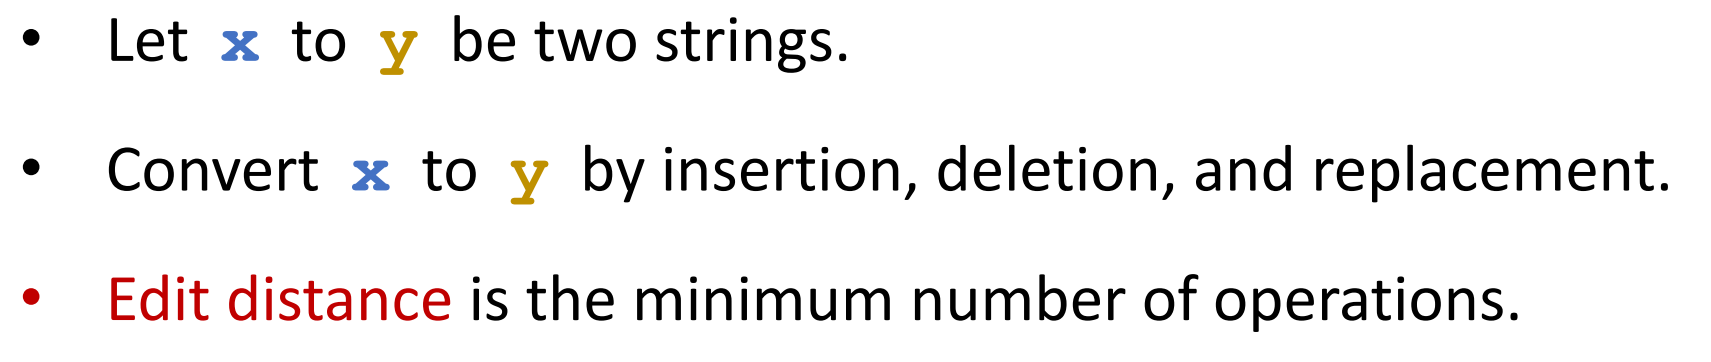 • Let x to y be two strings.
• Convert x to y by insertion, deletion, and replacement.
• Edit distance is the minimum number of operations.